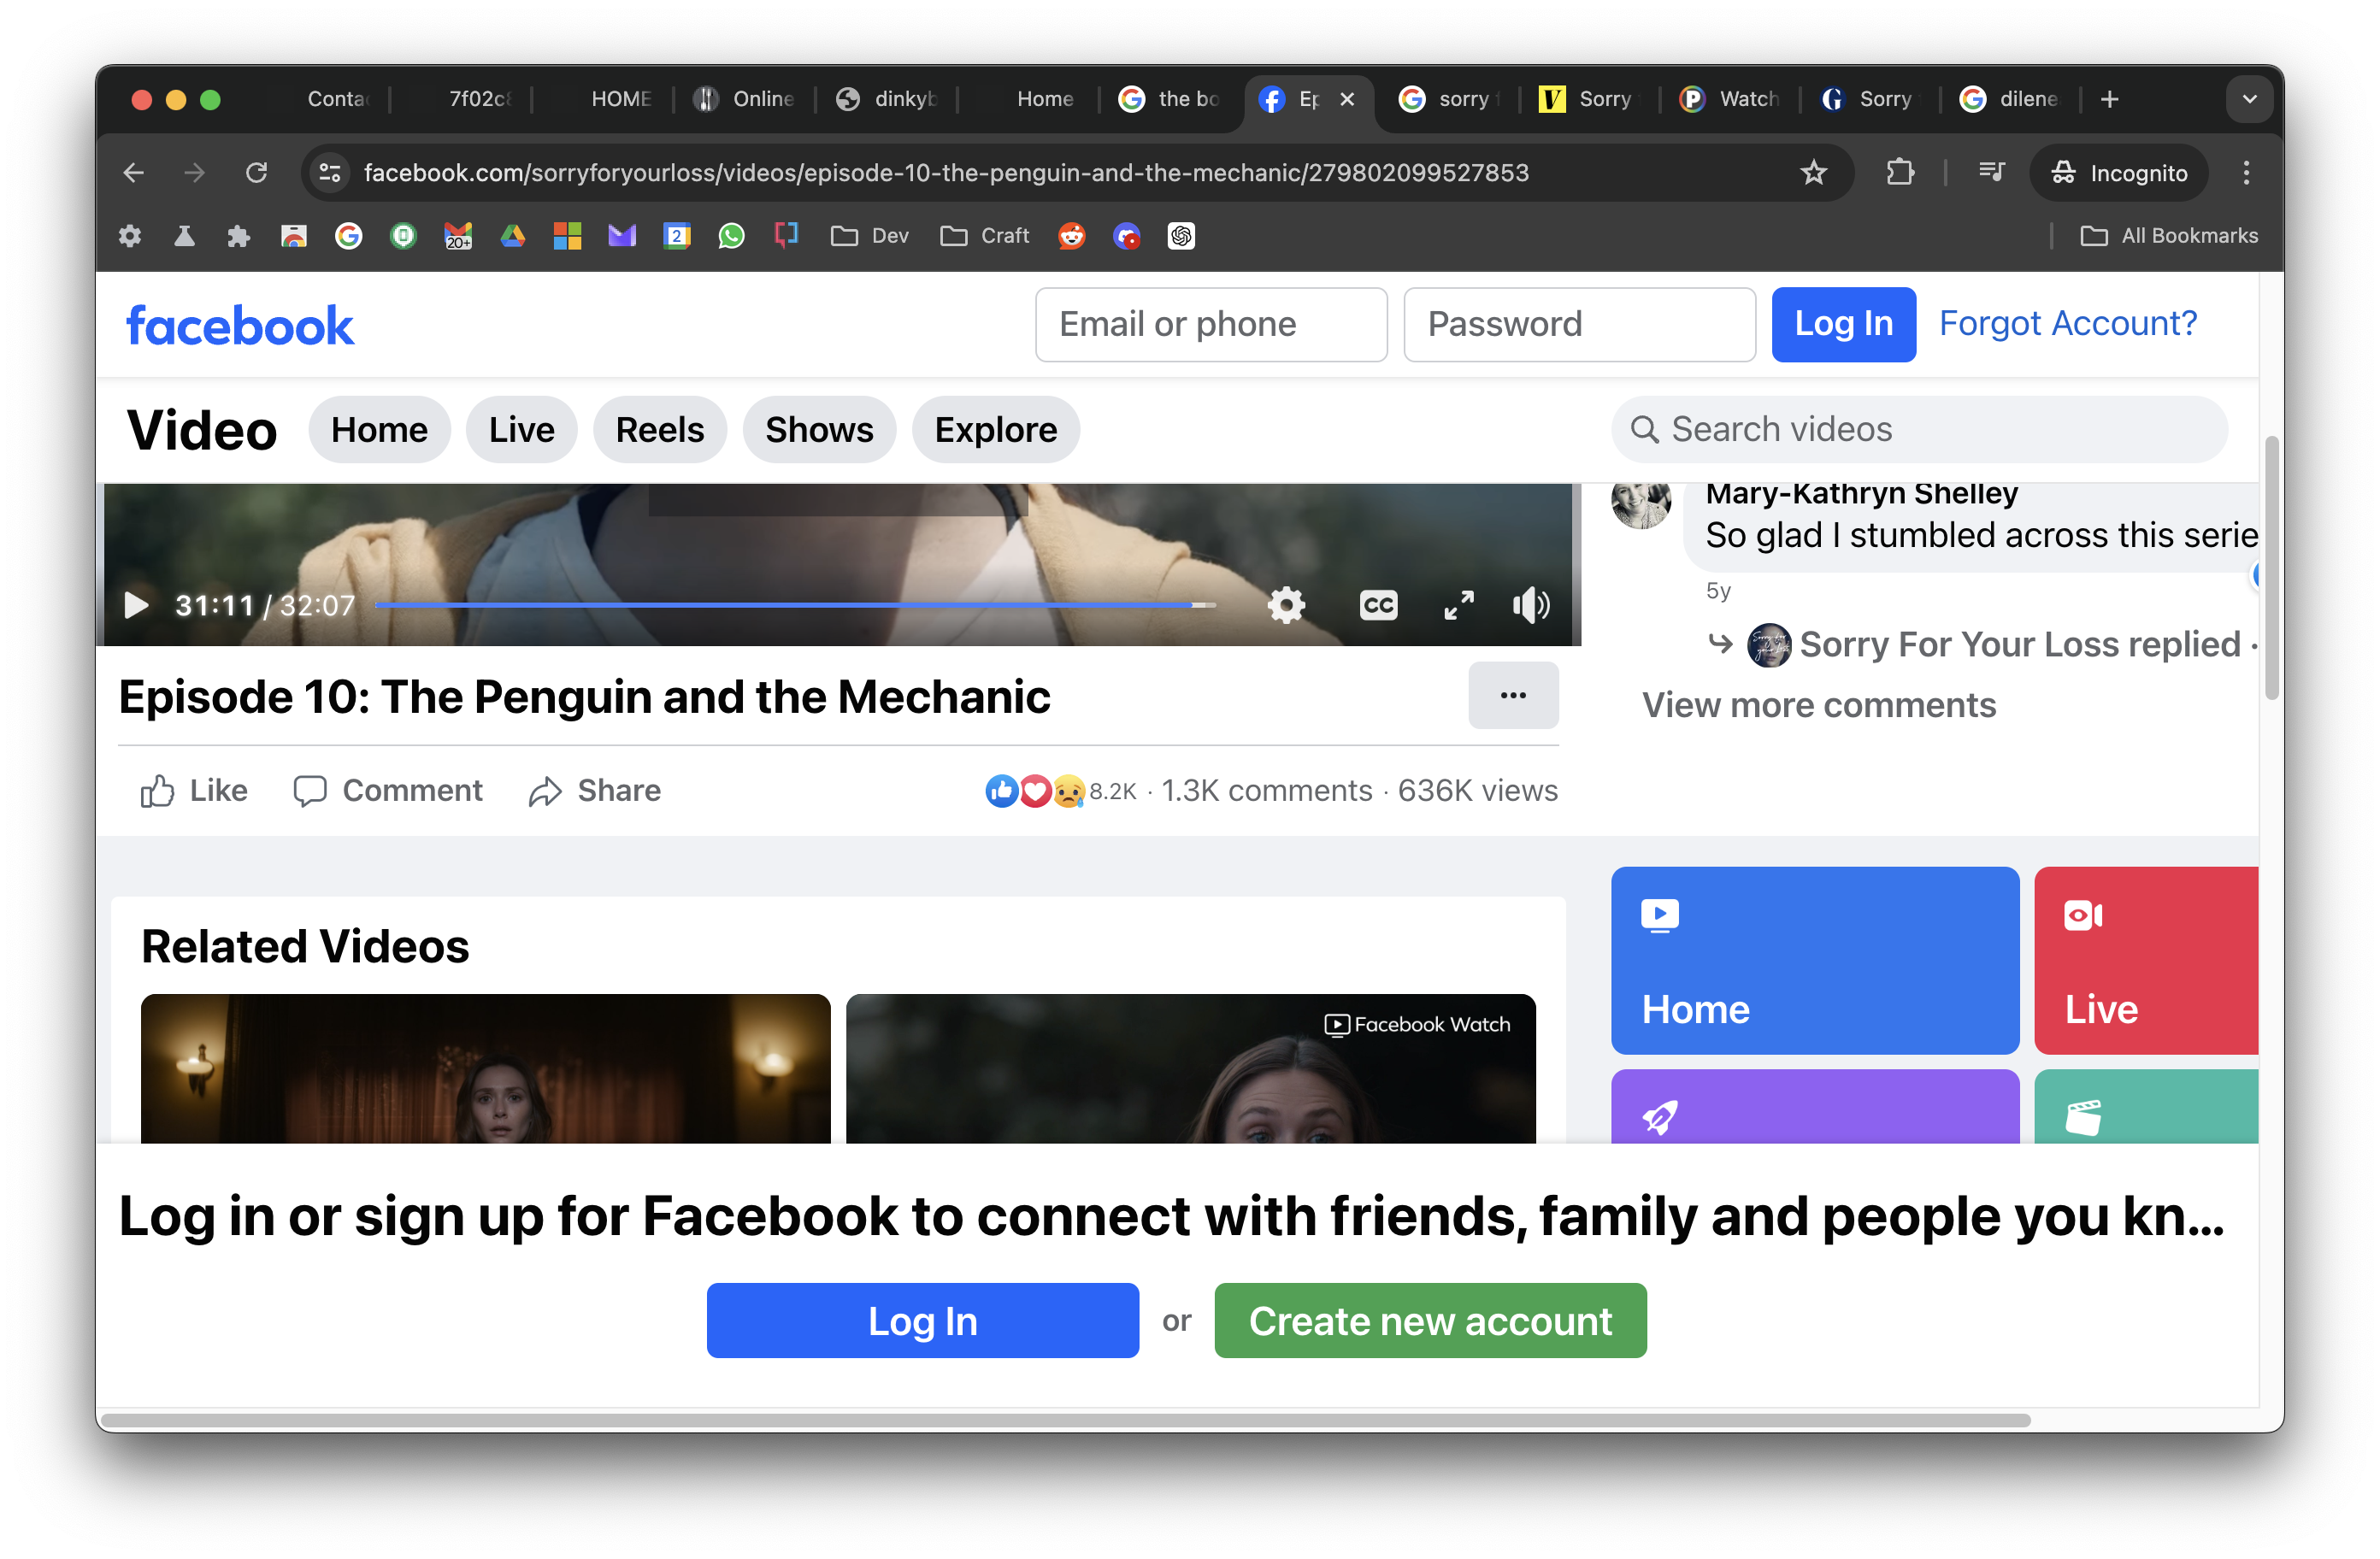 Conta
7f02c
HOME
Online
dinkyb
Home
the bo
Ep
sorry
Sorry
Watch
Sorry
dilene
facebook.com/sorryforyourloss/videos/episode-10-the-penguin-and-the-mechanic/279802099527853
Incognito
20+
2
Dev
Craft
All Bookmarks
facebook
Email or phone
Password
Log In
Forgot Account?
Video
Home
Live
Reels
Shows
Explore
Search videos
Mary-Kathryn Shelley
So glad I stumbled across this serie
5y
Sorry For Your Loss replied ·
View more comments
31:11 / 32:07
CC
Episode 10: The Penguin and the Mechanic
Like
Comment
Share
8.2K · 1.3K comments · 636K views
Related Videos
Facebook Watch
Home
Live
Log in or sign up for Facebook to connect with friends, family and people you kn...
Log In
or
Create new account